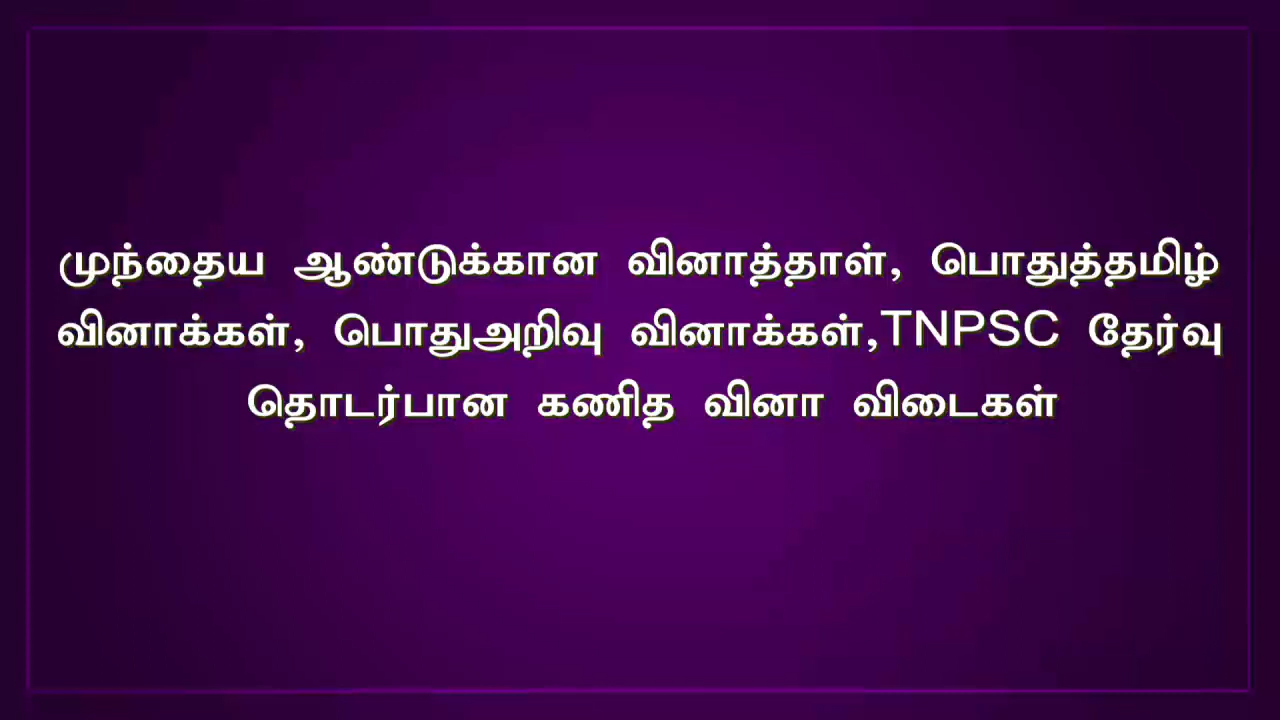 முந்தைய ஆண்டுக்கான வினாத்தாள், பொதுத்தமிழ்
வினாக்கள், பொதுஅறிவு வினாக்கள்,TNPSC தேர்வு
தொடர்பான கணித வினா விடைகள்